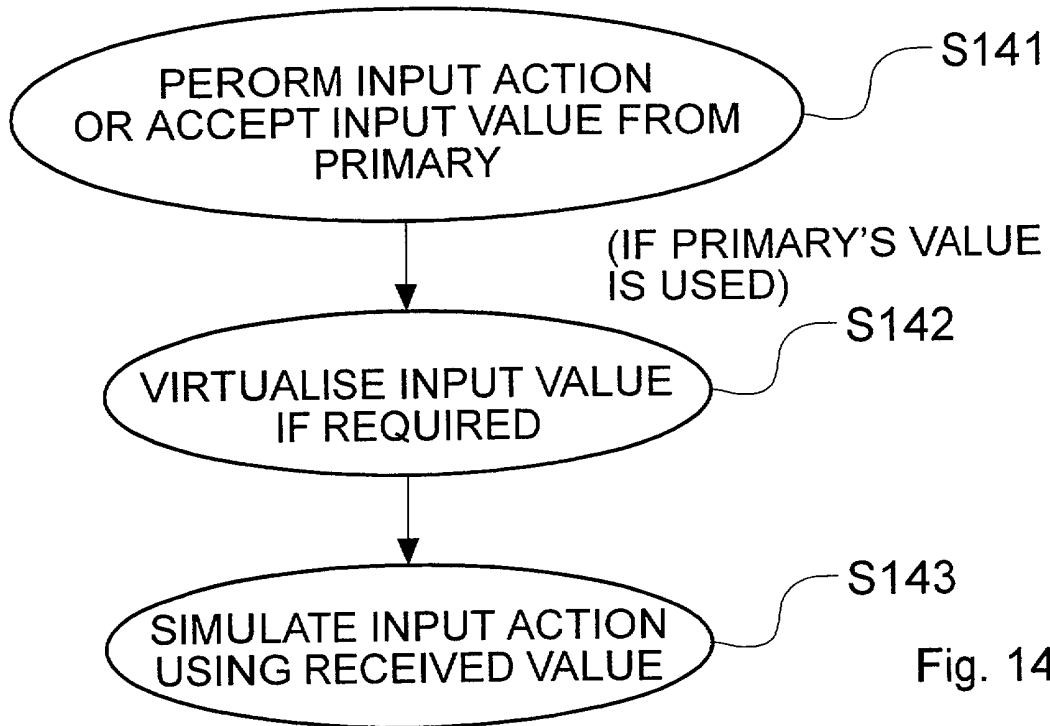 S141
PERORM INPUT ACTION
OR ACCEPT INPUT VALUE FROM
PRIMARY
(IF PRIMARY'S VALUE
IS USED)
S142
VIRTUALISE INPUT VALUE
IF REQUIRED
S143
SIMULATE INPUT ACTION
USING RECEIVED VALUE
Fig. 14